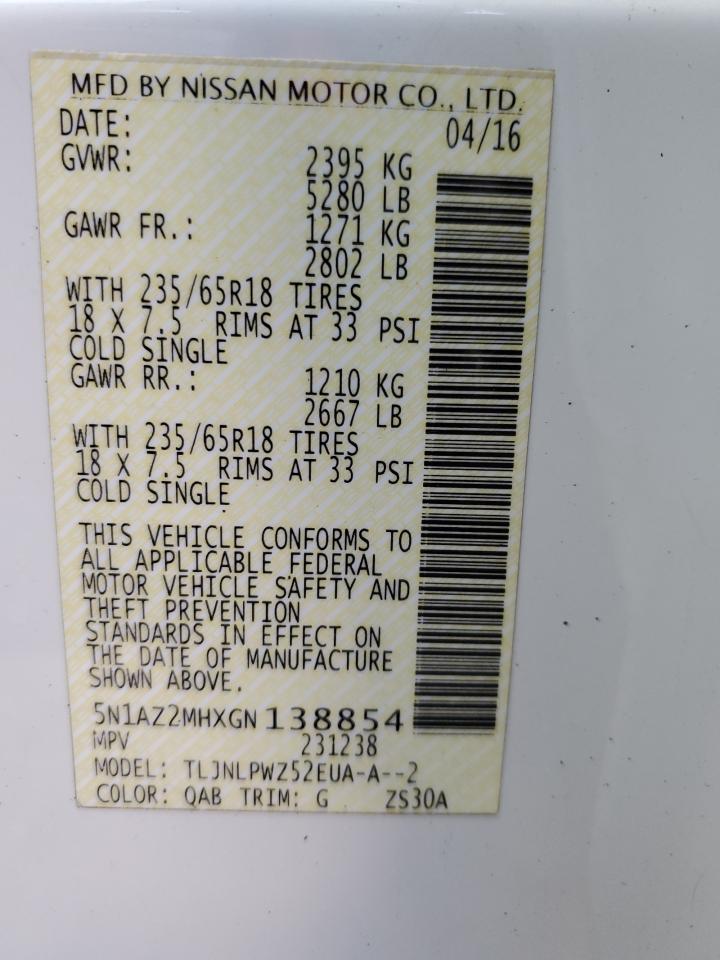 MFD BY NISSAN MOTOR CO., LTD.
DATE: 04/16
GVWR: 2395 KG
5280 LB
GAWR FR.: 1271 KG
2802 LB
WITH 235/65R18 TIRES
18 X 7.5 RIMS AT 33 PSI
COLD SINGLE
GAWR RR.: 1210 KG
2667 LB
WITH 235/65R18 TIRES
18 X 7.5 RIMS AT 33 PSI
COLD SINGLE
THIS VEHICLE CONFORMS TO
ALL APPLICABLE FEDERAL
MOTOR VEHICLE SAFETY AND
THEFT PREVENTION
STANDARDS IN EFFECT ON
THE DATE OF MANUFACTURE
SHOWN ABOVE.
5N1AZ2MHXGN138854
MPV 231238
MODEL: TLJNLPWZ52EUA-A--2
COLOR: QAB TRIM: G ZS30A